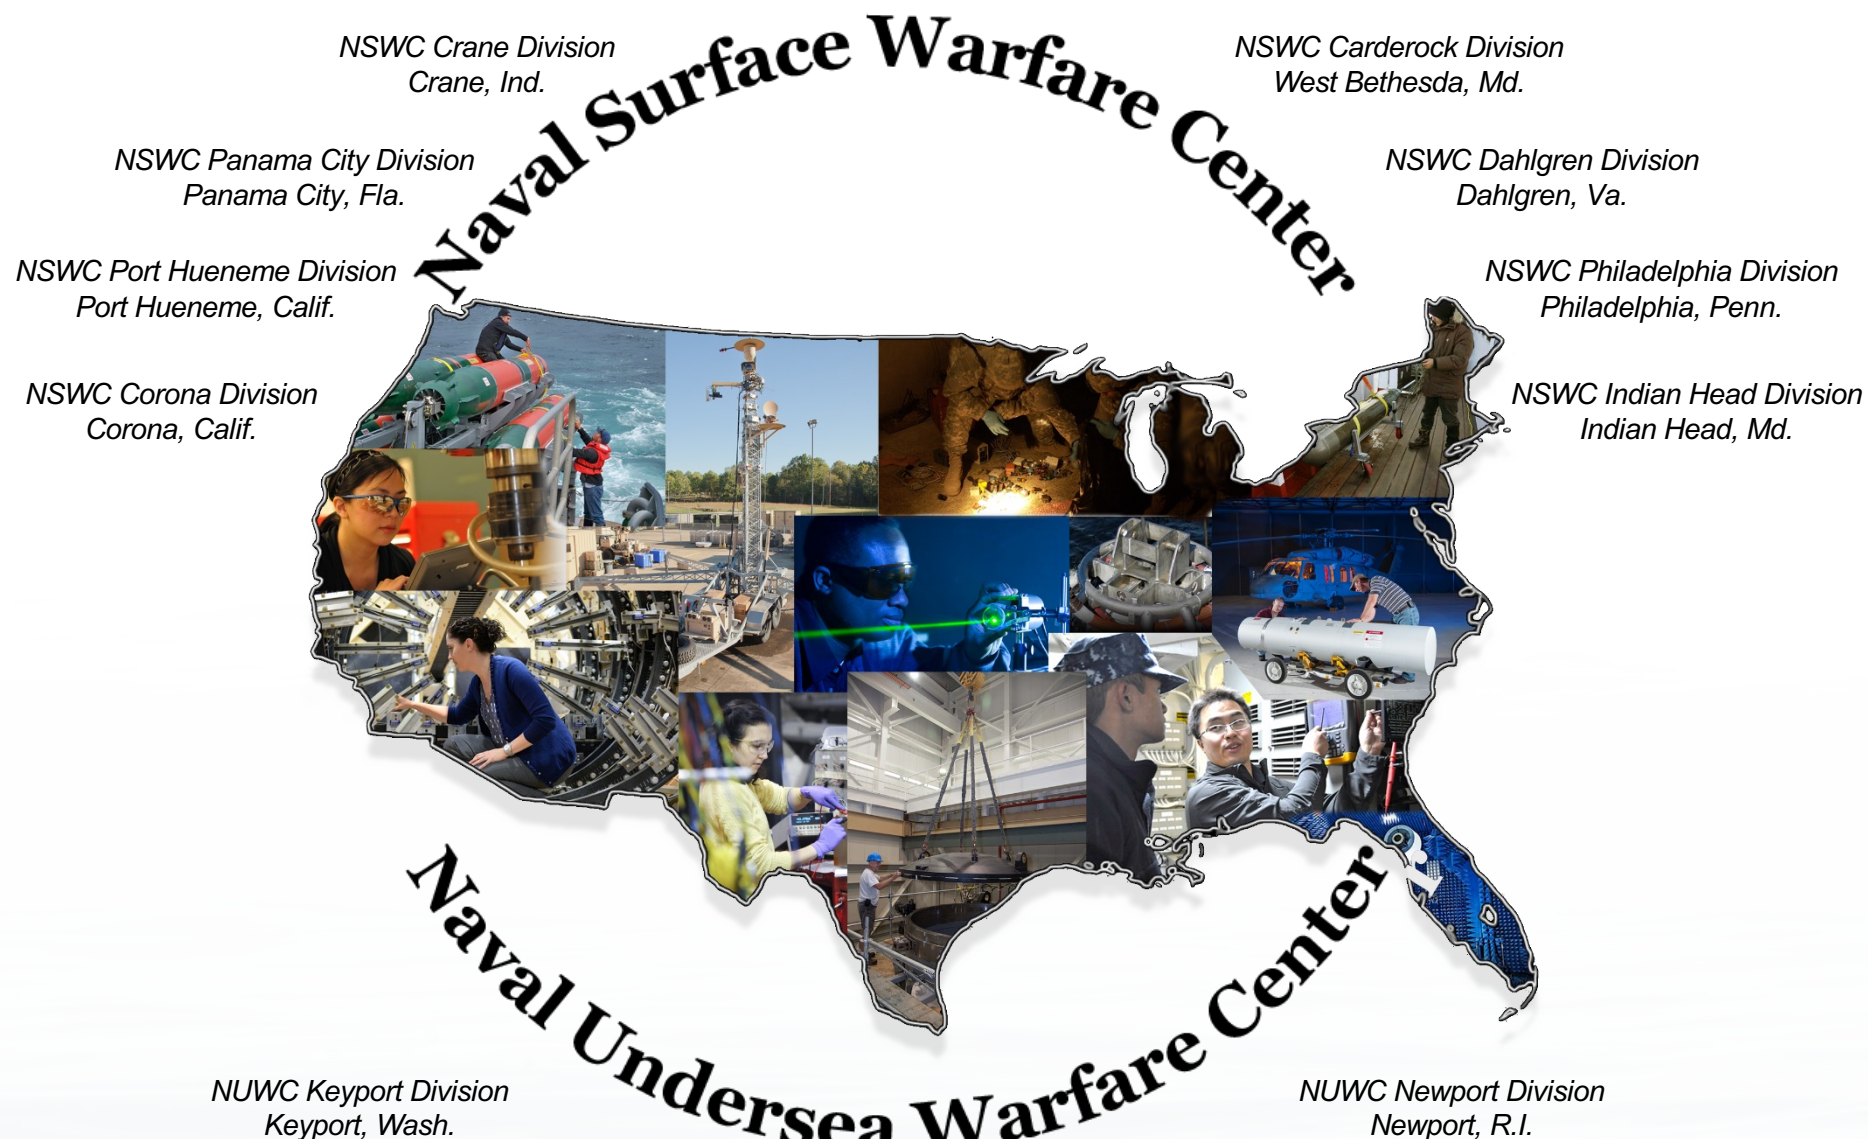 Naval Surface Warfare Center
NSWC Crane Division
Crane, Ind.
NSWC Carderock Division
West Bethesda, Md.
NSWC Panama City Division
Panama City, Fla.
NSWC Dahlgren Division
Dahlgren, Va.
NSWC Port Hueneme Division
Port Hueneme, Calif.
NSWC Philadelphia Division
Philadelphia, Penn.
NSWC Corona Division
Corona, Calif.
NSWC Indian Head Division
Indian Head, Md.
Naval Undersea Warfare Center
r
NUWC Keyport Division
Keyport, Wash.
NUWC Newport Division
Newport, R.I.